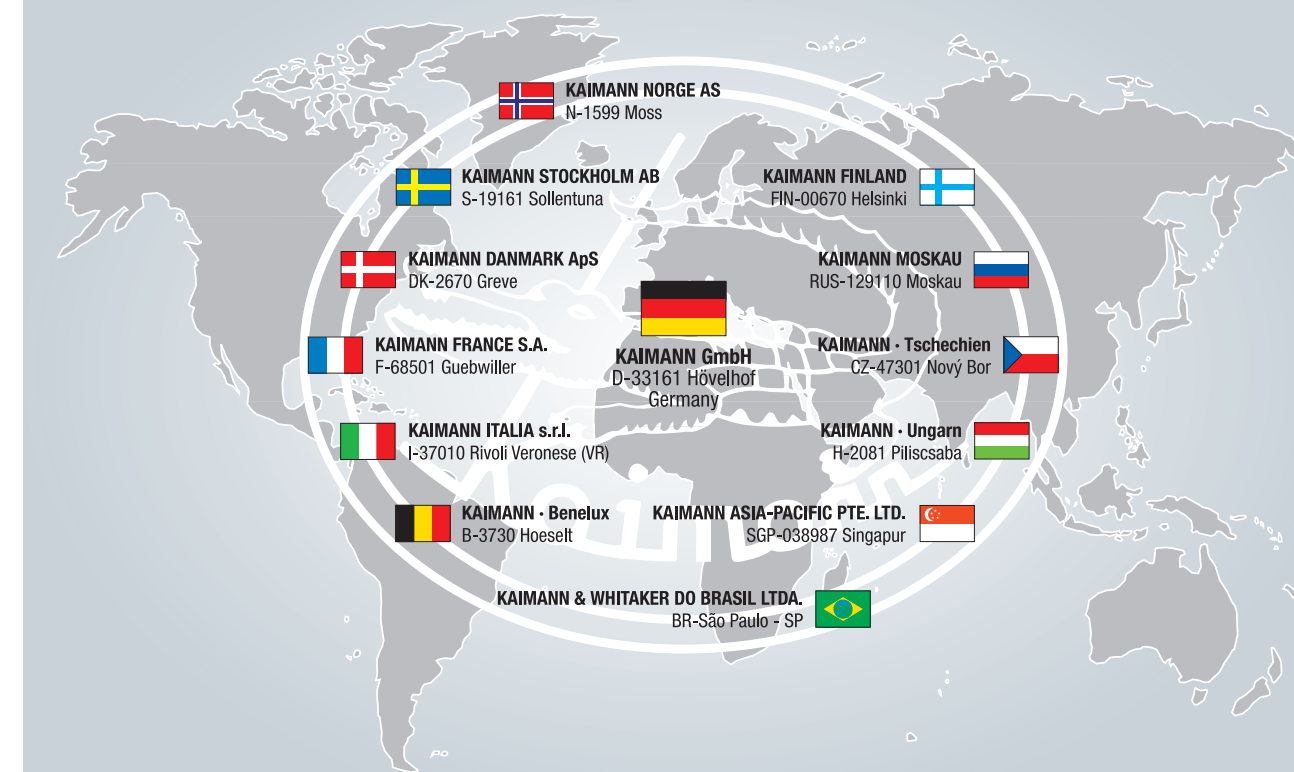 KAIMANN NORGE AS
N-1599 Moss
KAIMANN STOCKHOLM AB
S-19161 Sollentuna
KAIMANN FINLAND
FIN-00670 Helsinki
KAIMANN DANMARK ApS
DK-2670 Greve
KAIMANN MOSKAU
RUS-129110 Moskau
KAIMANN GmbH
D-33161 Hövelhof
Germany
KAIMANN FRANCE S.A.
F-68501 Guebwiller
KAIMANN · Tschechien
CZ-47301 Nový Bor
KAIMANN ITALIA s.r.l.
I-37010 Rivoli Veronese (VR)
KAIMANN · Ungarn
H-2081 Piliscsaba
KAIMANN · Benelux
B-3730 Hoeselt
KAIMANN ASIA-PACIFIC PTE. LTD.
SGP-038987 Singapur
KAIMANN & WHITAKER DO BRASIL LTDA.
BR-São Paulo - SP